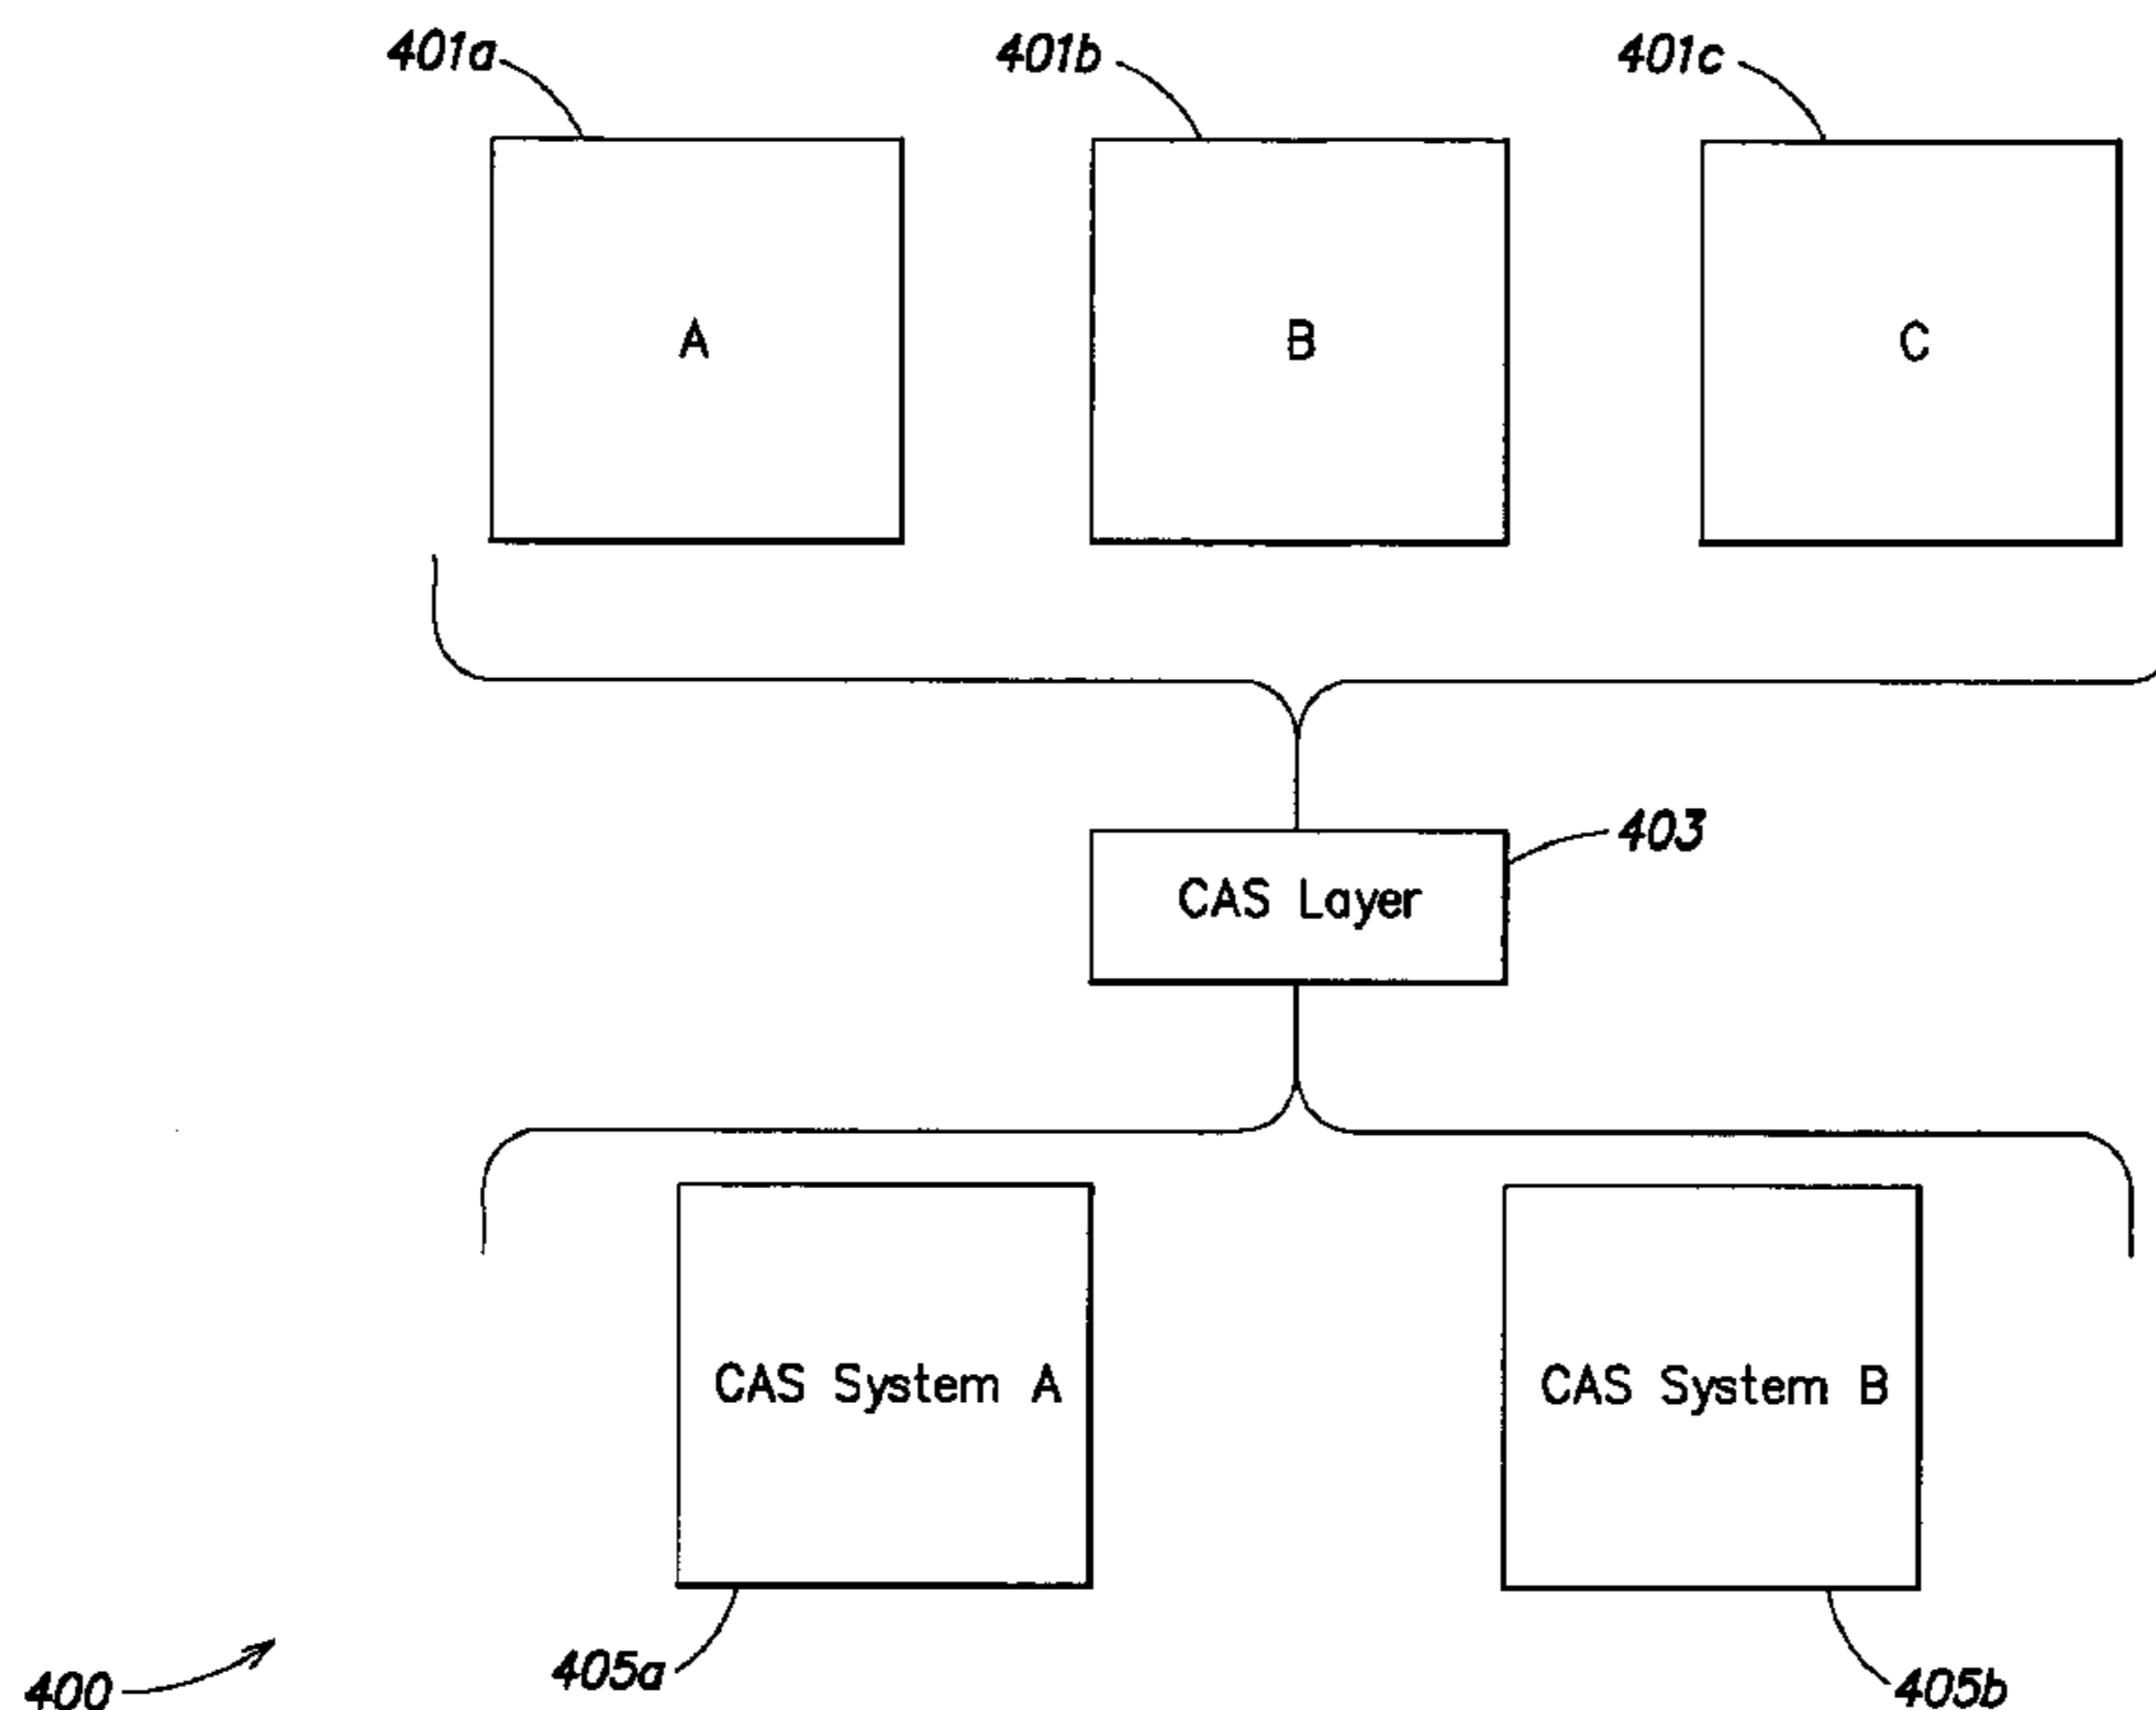 401a
401b
401c
A
B
C
403
CAS Layer
CAS System A
CAS System B
400
405a
405b